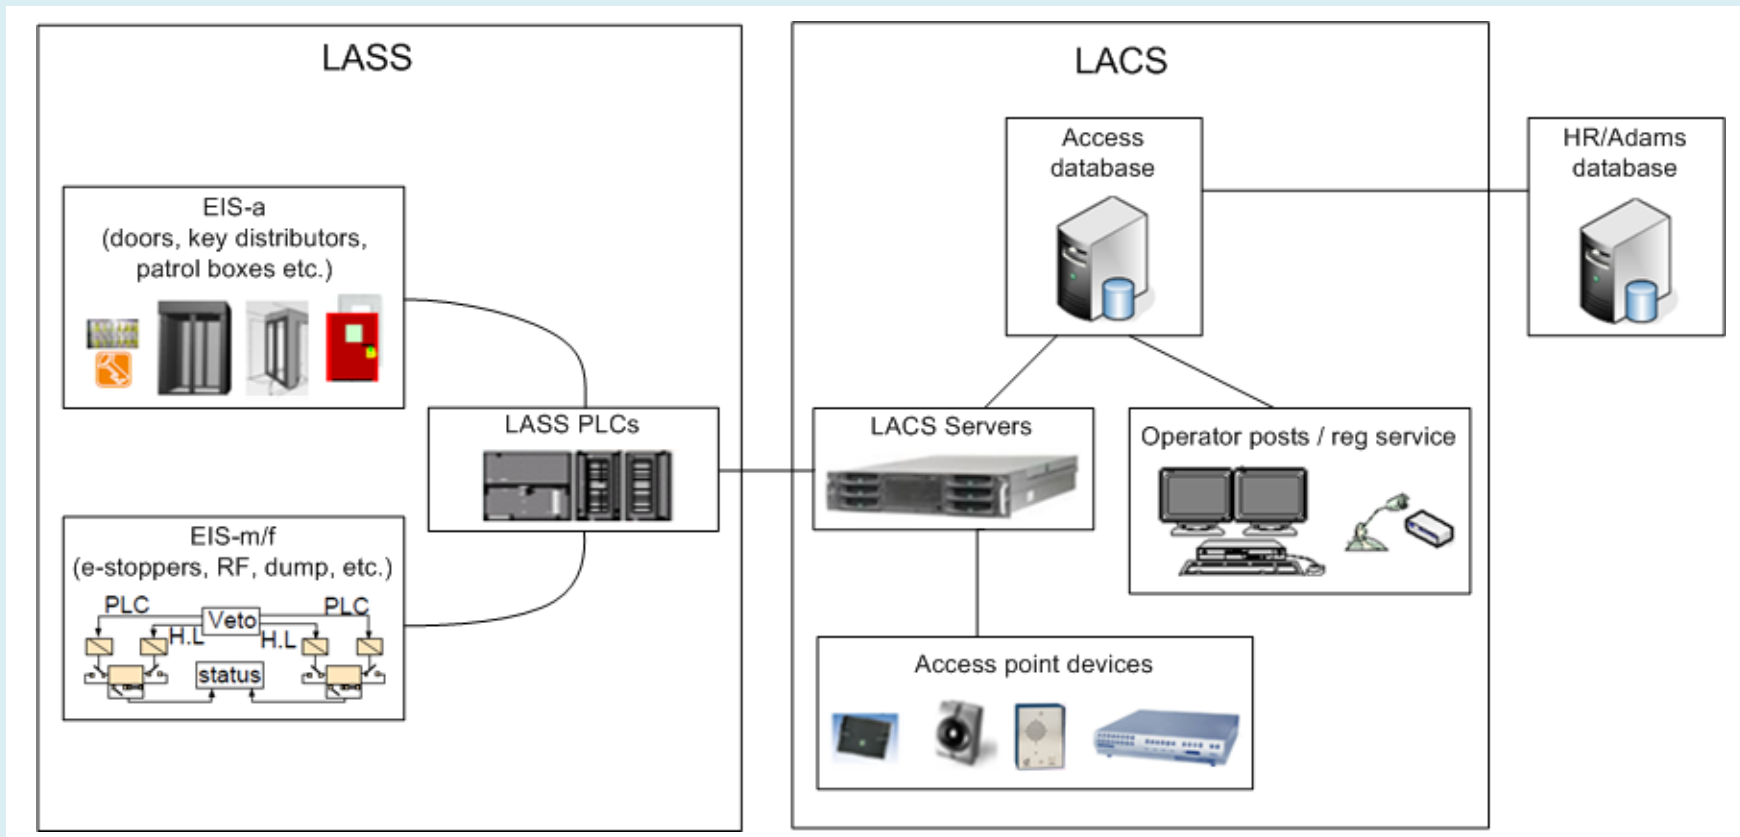 LASS
EIS-a
(doors, key distributors,
patrol boxes etc.)
LASS PLCs
EIS-m/f
(e-stoppers, RF, dump, etc.)
PLC
Veto
PLC
H.L
H.L
status
LACS
Access
database
HR/Adams
database
LACS Servers
Operator posts / reg service
Access point devices